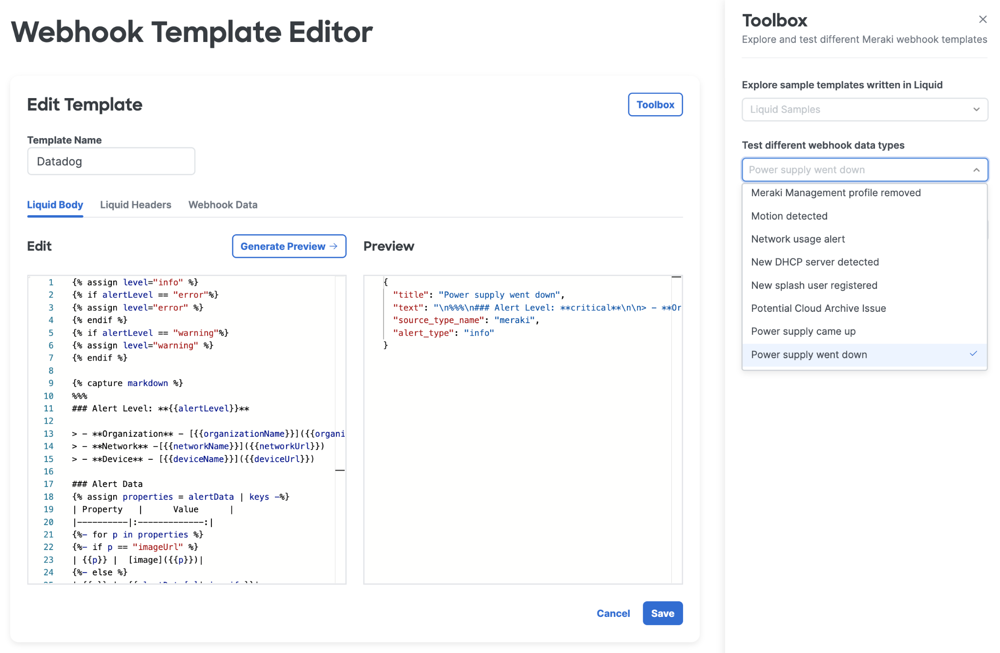 Webhook Template Editor
Edit Template
Toolbox
Template Name
Datadog
Liquid Body
Liquid Headers
Webhook Data
Edit
Generate Preview →
1 {% assign level="info" %}
2 {% if alertLevel == "error"%}
3 {% assign level="error" %}
4 {% endif %}
5 {% if alertLevel == "warning"%}
6 {% assign level="warning" %}
7 {% endif %}
8
9 {% capture markdown %}
10 %%%
11 ### Alert Level: **{{alertLevel}}**
12
13 > - **Organization** - [{{organizationName}}]({{organi
14 > - **Network** -[{{networkName}}]({{networkUrl}})
15 > - **Device** - [{{deviceName}}]({{deviceUrl}})
16
17 ### Alert Data
18 {% assign properties = alertData | keys -%}
19 | Property   |      Value      |
20 |----------|:-------------:|
21 {%- for p in properties %}
22 {%- if p == "imageUrl" %}
23 | {{p}} |  [image]({{p}})|
24 {%- else %}
Preview
{
"title": "Power supply went down",
"text": "\n%%%\n### Alert Level: **critical**\n\n> - **Or
"source_type_name": "meraki",
"alert_type": "info"
}
Cancel
Save
Toolbox
Explore and test different Meraki webhook templates
Explore sample templates written in Liquid
Liquid Samples
Test different webhook data types
Power supply went down
Meraki Management profile removed
Motion detected
Network usage alert
New DHCP server detected
New splash user registered
Potential Cloud Archive Issue
Power supply came up
Power supply went down